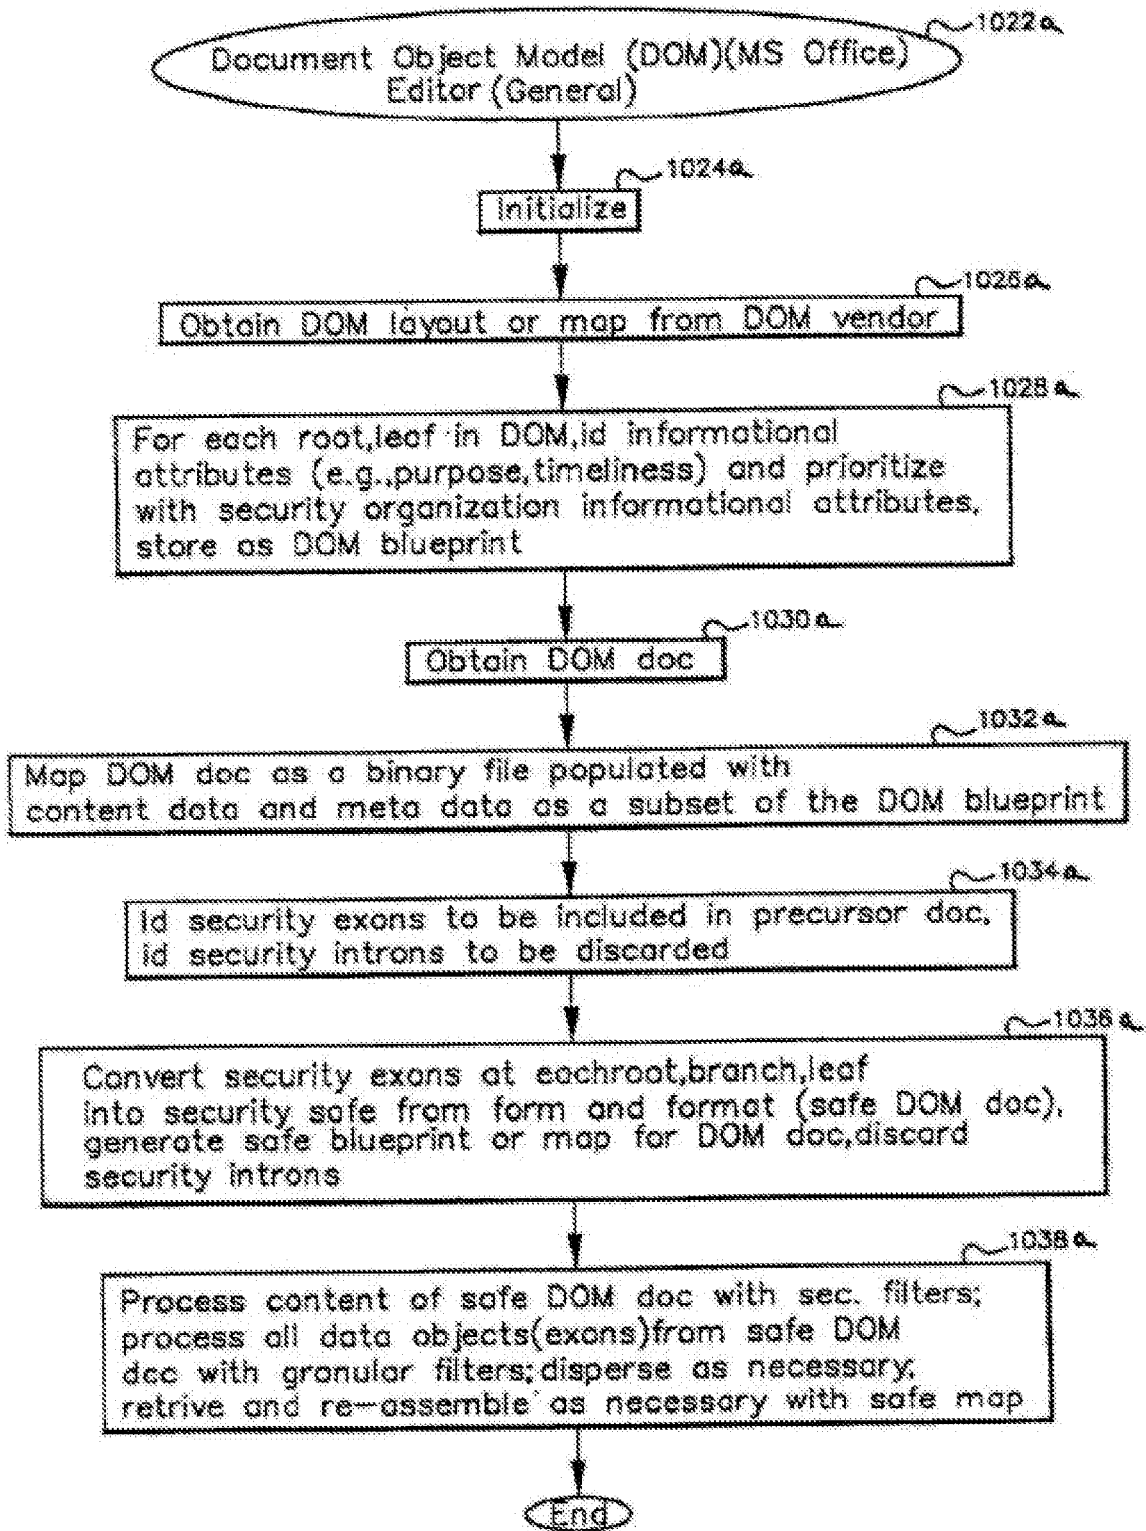 1022a
Document Object Model (DOM)(MS Office)
Editor (General)
1024a
Initialize
1026a
Obtain DOM layout or map from DOM vendor
1028a
For each root,leaf in DOM,id informational
attributes (e.g.,purpose,timeliness) and prioritize
with security organization informational attributes,
store as DOM blueprint
1030a
Obtain DOM doc
1032a
Map DOM doc as a binary file populated with
content data and meta data as a subset of the DOM blueprint
1034a
Id security exons to be included in precursor doc,
id security introns to be discarded
1036a
Convert security exons at eachroot,branch,leaf
into security safe from form and format (safe DOM doc),
generate safe blueprint or map for DOM doc,discard
security introns
1038a
Process content of safe DOM doc with sec. filters;
process all data objects(exons)from safe DOM
doc with granular filters; disperse as necessary;
retrive and re-assemble as necessary with safe map
End